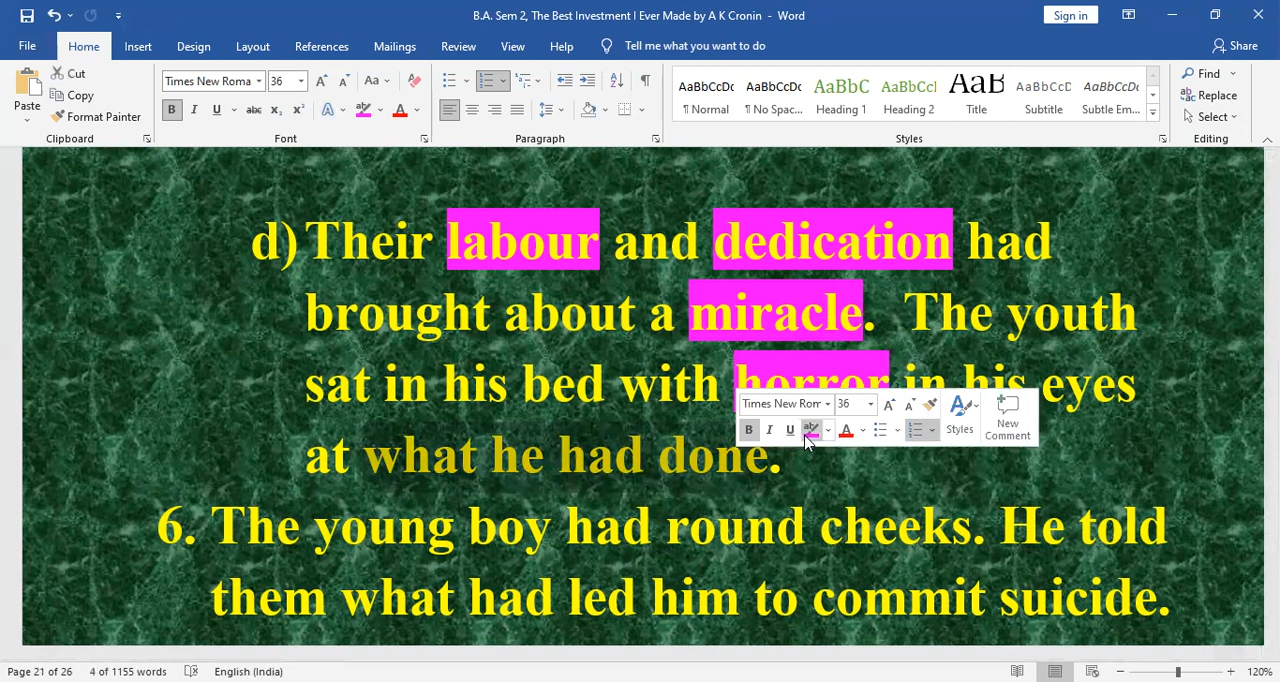 B.A. Sem 2, The Best Investment I Ever Made by A K Cronin - Word
Sign in
File Home Insert Design Layout References Mailings Review View Help Tell me what you want to do Share
Paste
Cut
Copy
Format Painter
Clipboard
Times New Roma 36
Aa
B I U abc x₂ x² A ab A
Font
Paragraph
AaBbCcDc AaBbCcDc AaBbC AaBbCcI AaB AaBbCcD AaBbCcDc
¶ Normal ¶ No Spac... Heading 1 Heading 2 Title Subtitle Subtle Em...
Styles
Find
Replace
Select
Editing
d) Their labour and dedication had
brought about a miracle. The youth
sat in his bed with horror in his eyes
at what he had done.
6. The young boy had round cheeks. He told
them what had led him to commit suicide.
Times New Rom 36
B I U Styles New Comment
Page 21 of 26 4 of 1155 words English (India) 120%